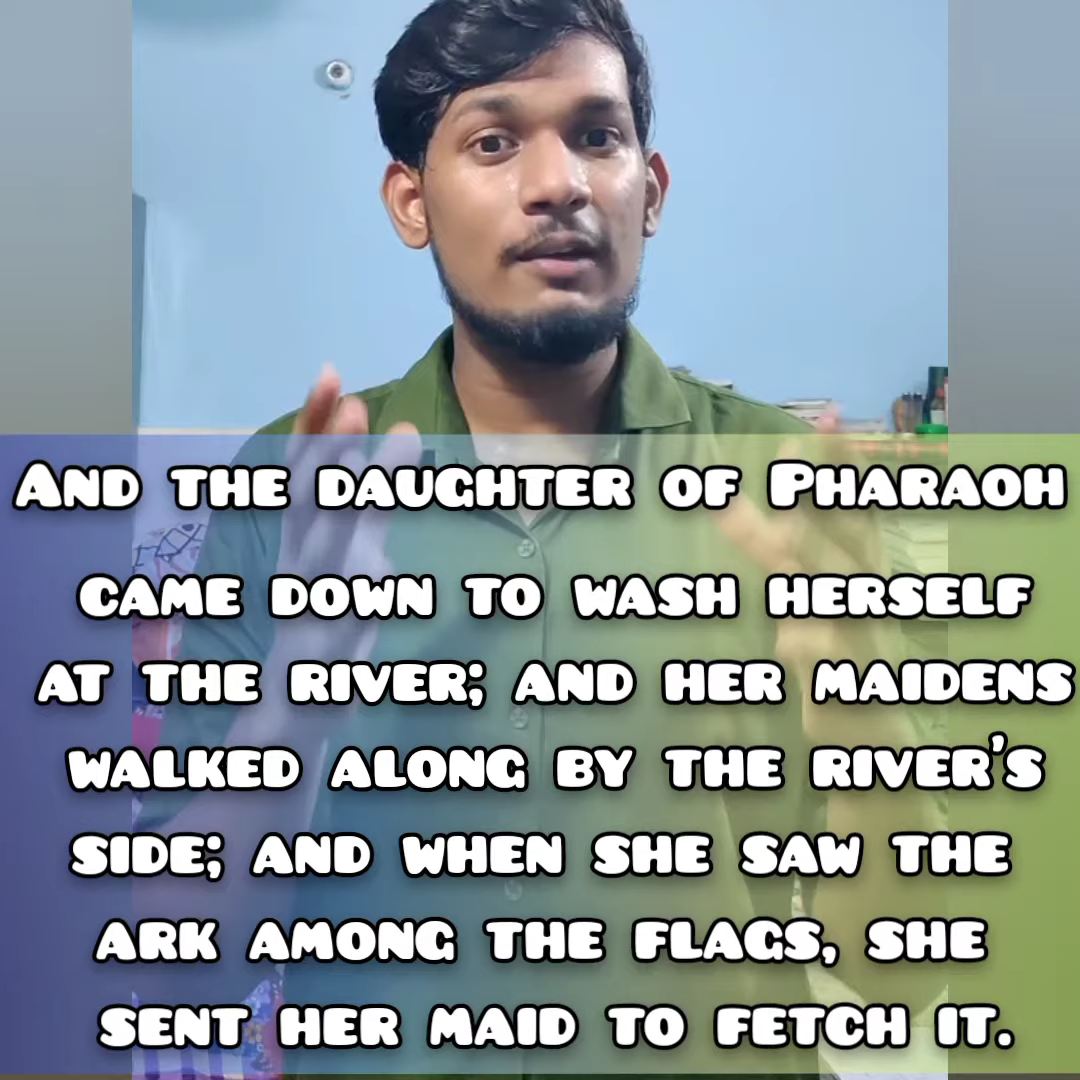 And the daughter of Pharaoh
came down to wash herself
at the river; and her maidens
walked along by the river's
side; and when she saw the
ark among the flags, she
sent her maid to fetch it.